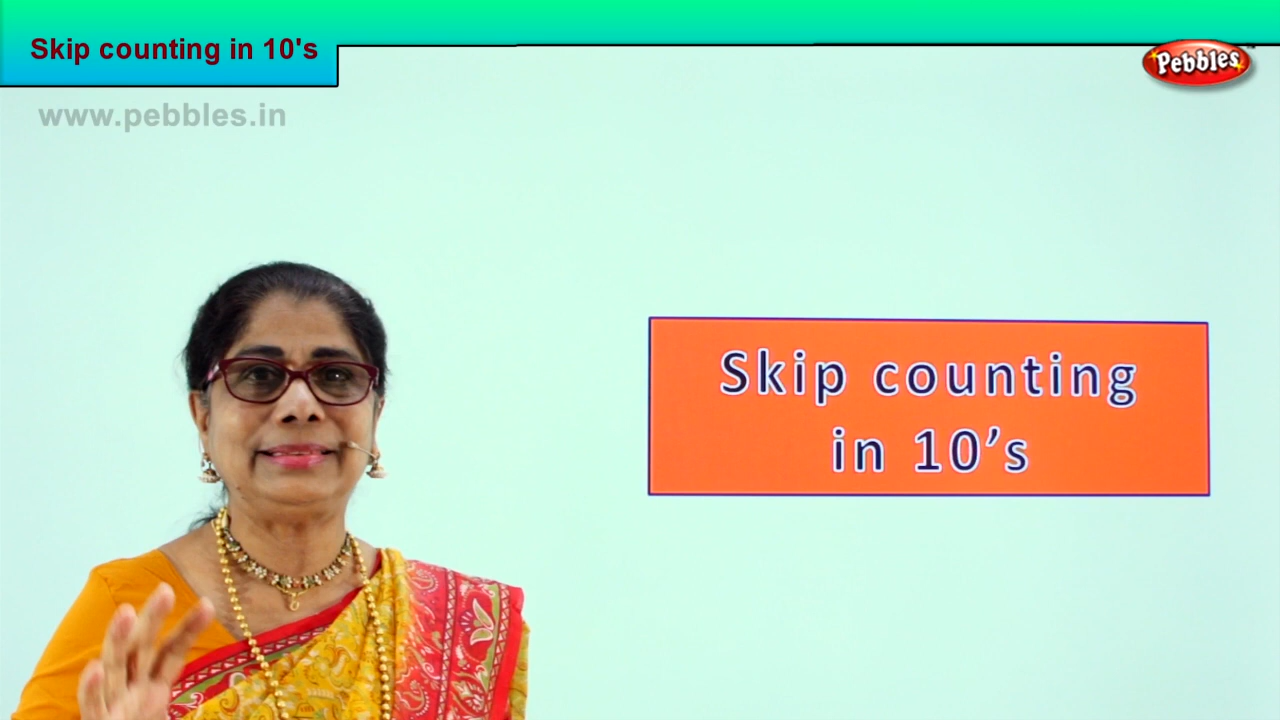 Skip counting in 10's
Pebbles
www.pebbles.in
Skip counting
in 10’s